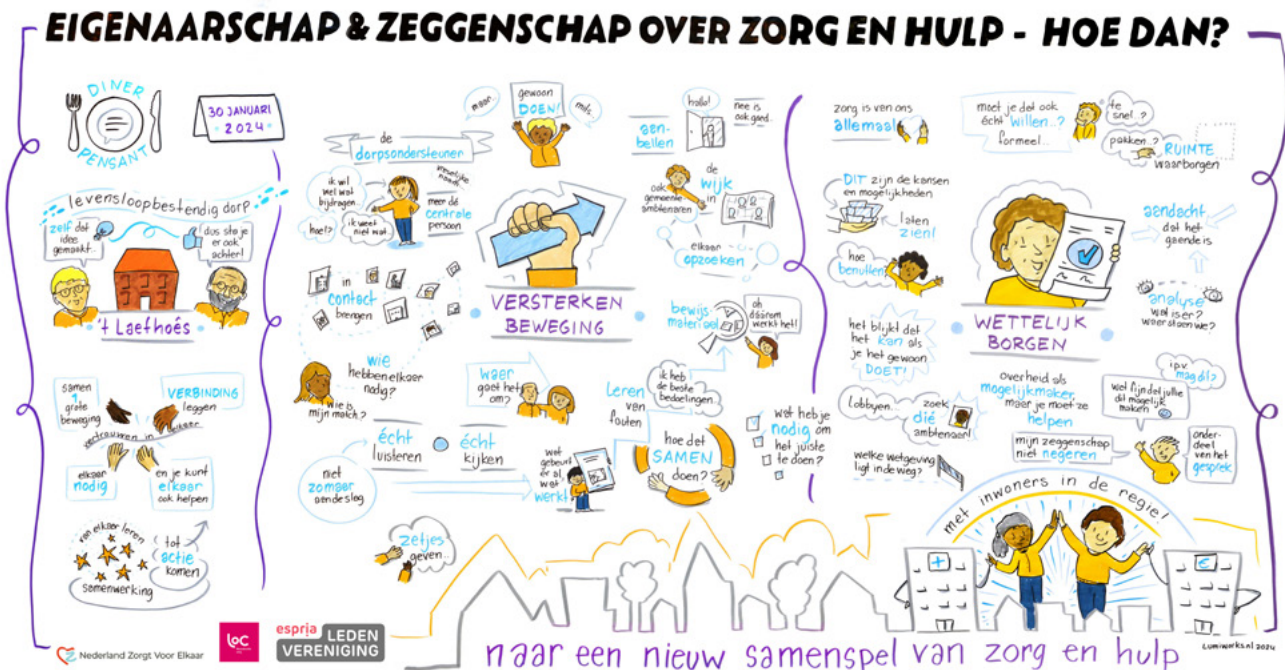 EIGENAARSCHAP & ZEGGENSCHAP OVER ZORG EN HULP - HOE DAN?
DINER
PENSANT
30 JANUARI
2024
levensloopbestendig dorp
zelf dat
idee
gemaakt..
dus sta je
er ook
achter!
't Laefhoés
samen
1
grote
beweging
VERBINDING
leggen
vertrouwen in elkaar
elkaar
nodig
en je kunt
elkaar
ook helpen
van elkaar leren
samenwerking
tot
actie
komen
de
dorpsondersteuner
maar..
gewoon
DOEN!
mits..
ik wil
wel wat
bijdragen..
hoe!?
ik weet
niet wat..
meer dé
centrale
persoon
in
contact
brengen
wie
hebben elkaar
nodig?
wie is
mijn match?
waar
gaat het
om?
écht
luisteren
écht
kijken
niet
zomaar
aan de slag
wat
gebeurt
er al,
wat
werkt
zetjes
geven..
VERSTERKEN
BEWEGING
aan-
bellen
hallo!
nee is
ook goed.
ook
gemeente
ambtenaren
de
wijk
in
elkaar
opzoeken
bewijs-
materiaal
oh
dáárom
werkt het!
Leren
van
fouten
ik heb
de beste
bedoelingen
hoe dat
SAMEN
doen?
wat heb je
nodig om
het juiste
te doen?
zorg is van ons
allemaal
DIT zijn de kansen
en mogelijkheden
laten
zien!
hoe
benutten?
het blijkt dat
het kan als
je het gewoon
DOET!
lobbyen..
zoek
dié
ambtenaar!
welke wetgeving
ligt in de weg?
moet je dat ook
écht willen..?
formeel...
te
snel..?
pakken..?
RUIMTE
waarborgen
WETTELIJK
BORGEN
aandacht
dat het
gaande is
analyse
wat is er?
waar staan we?
overheid als
mogelijkmaker,
maar je moet ze
helpen
i.p.v.
mag dit?
wat fijn dat jullie
dit mogelijk
maken
mijn zeggenschap
niet negeren
onder-
deel
van het
gesprek
met inwoners in de regie!
naar een nieuw samenspel van zorg en hulp
Nederland Zorgt Voor Elkaar
LOC
espria
LEDEN
VERENIGING
Lumiworks.nl 2024